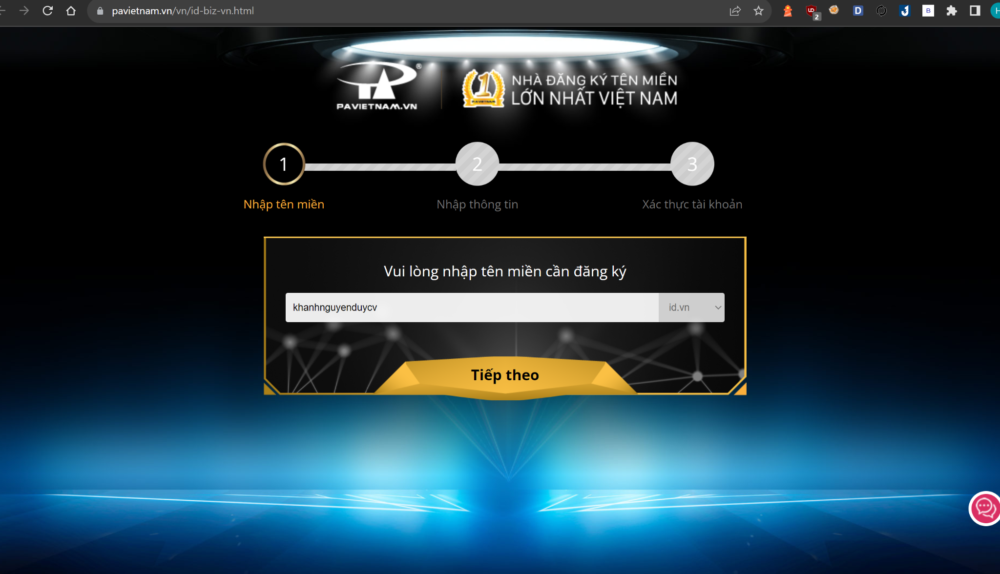 pavietnam.vn/vn/id-biz-vn.html
2
D
B
H
PAVIETNAM.VN
®
1
NHÀ ĐĂNG KÝ TÊN MIỀN
LỚN NHẤT VIỆT NAM
1
2
3
Nhập tên miền
Nhập thông tin
Xác thực tài khoản
Vui lòng nhập tên miền cần đăng ký
khanhnguyenduycv
id.vn
Tiếp theo